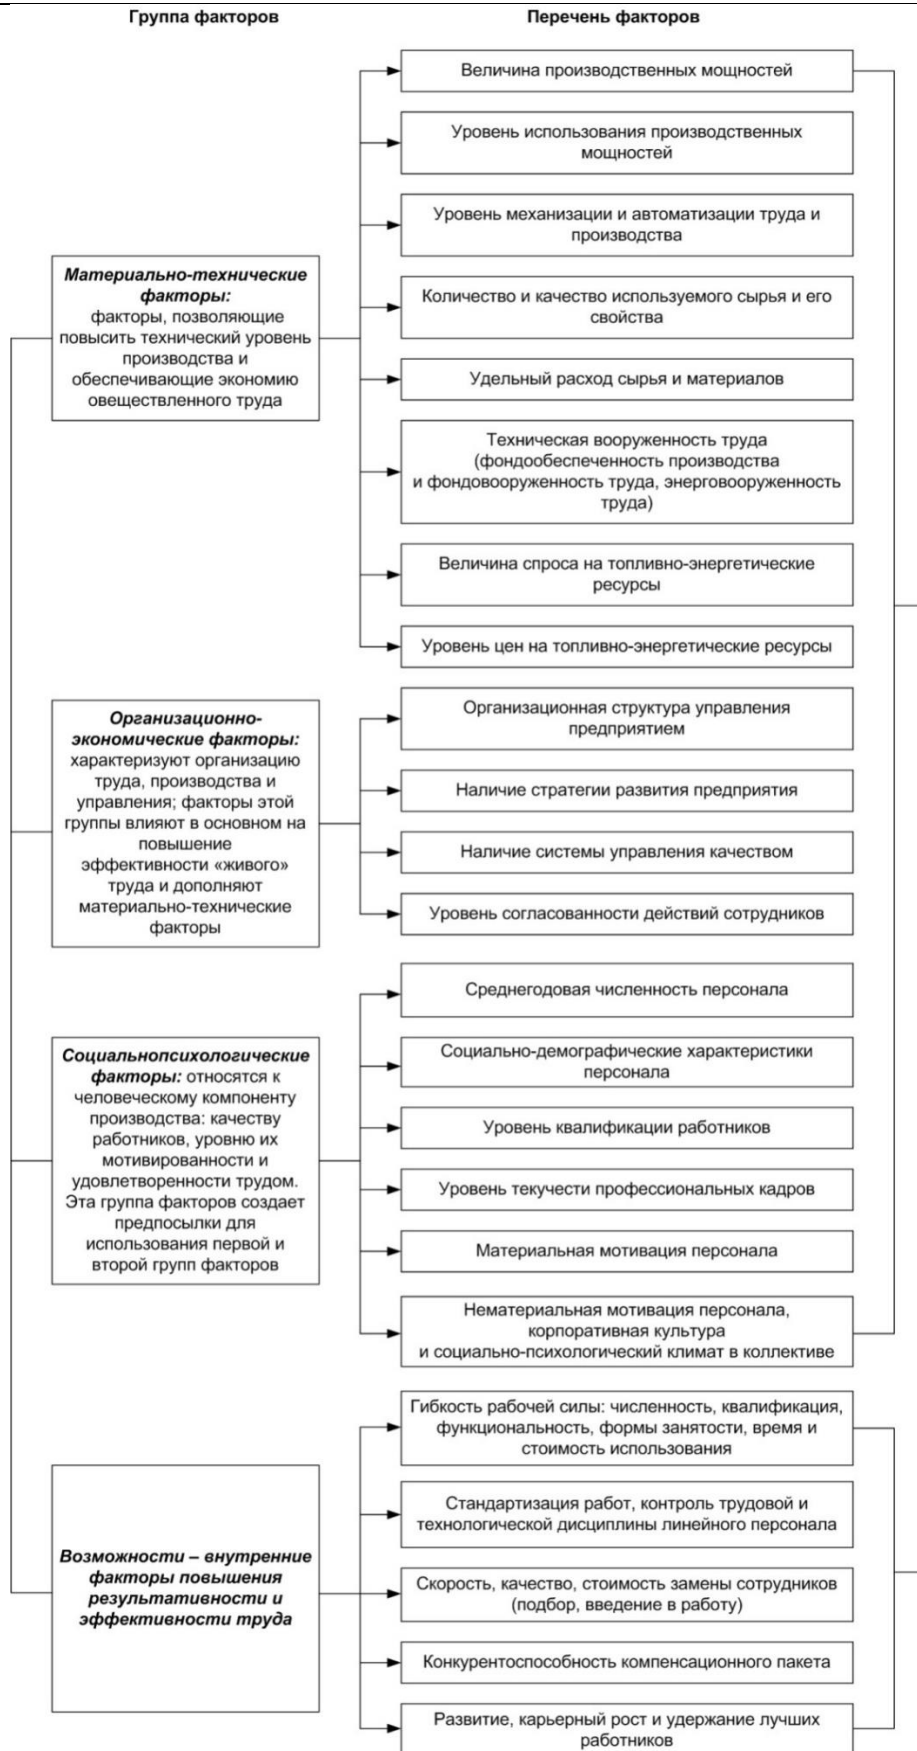 Группа факторов
Перечень факторов
Материально-технические
факторы:
факторы, позволяющие
повысить технический уровень
производства и
обеспечивающие экономию
овеществленного труда
Величина производственных мощностей
Уровень использования производственных
мощностей
Уровень механизации и автоматизации труда и
производства
Количество и качество используемого сырья и его
свойства
Удельный расход сырья и материалов
Техническая вооруженность труда
(фондообеспеченность производства
и фондовооруженность труда, энерговооруженность
труда)
Величина спроса на топливно-энергетические
ресурсы
Уровень цен на топливно-энергетические ресурсы
Организационно-
экономические факторы:
характеризуют организацию
труда, производства и
управления; факторы этой
группы влияют в основном на
повышение
эффективности «живого»
труда и дополняют
материально-технические
факторы
Организационная структура управления
предприятием
Наличие стратегии развития предприятия
Наличие системы управления качеством
Уровень согласованности действий сотрудников
Социальнопсихологические
факторы: относятся к
человеческому компоненту
производства: качеству
работников, уровню их
мотивированности и
удовлетворенности трудом.
Эта группа факторов создает
предпосылки для
использования первой и
второй групп факторов
Среднегодовая численность персонала
Социально-демографические характеристики
персонала
Уровень квалификации работников
Уровень текучести профессиональных кадров
Материальная мотивация персонала
Нематериальная мотивация персонала,
корпоративная культура
и социально-психологический климат в коллективе
Возможности – внутренние
факторы повышения
результативности и
эффективности труда
Гибкость рабочей силы: численность, квалификация,
функциональность, формы занятости, время и
стоимость использования
Стандартизация работ, контроль трудовой и
технологической дисциплины линейного персонала
Скорость, качество, стоимость замены сотрудников
(подбор, введение в работу)
Конкурентоспособность компенсационного пакета
Развитие, карьерный рост и удержание лучших
работников